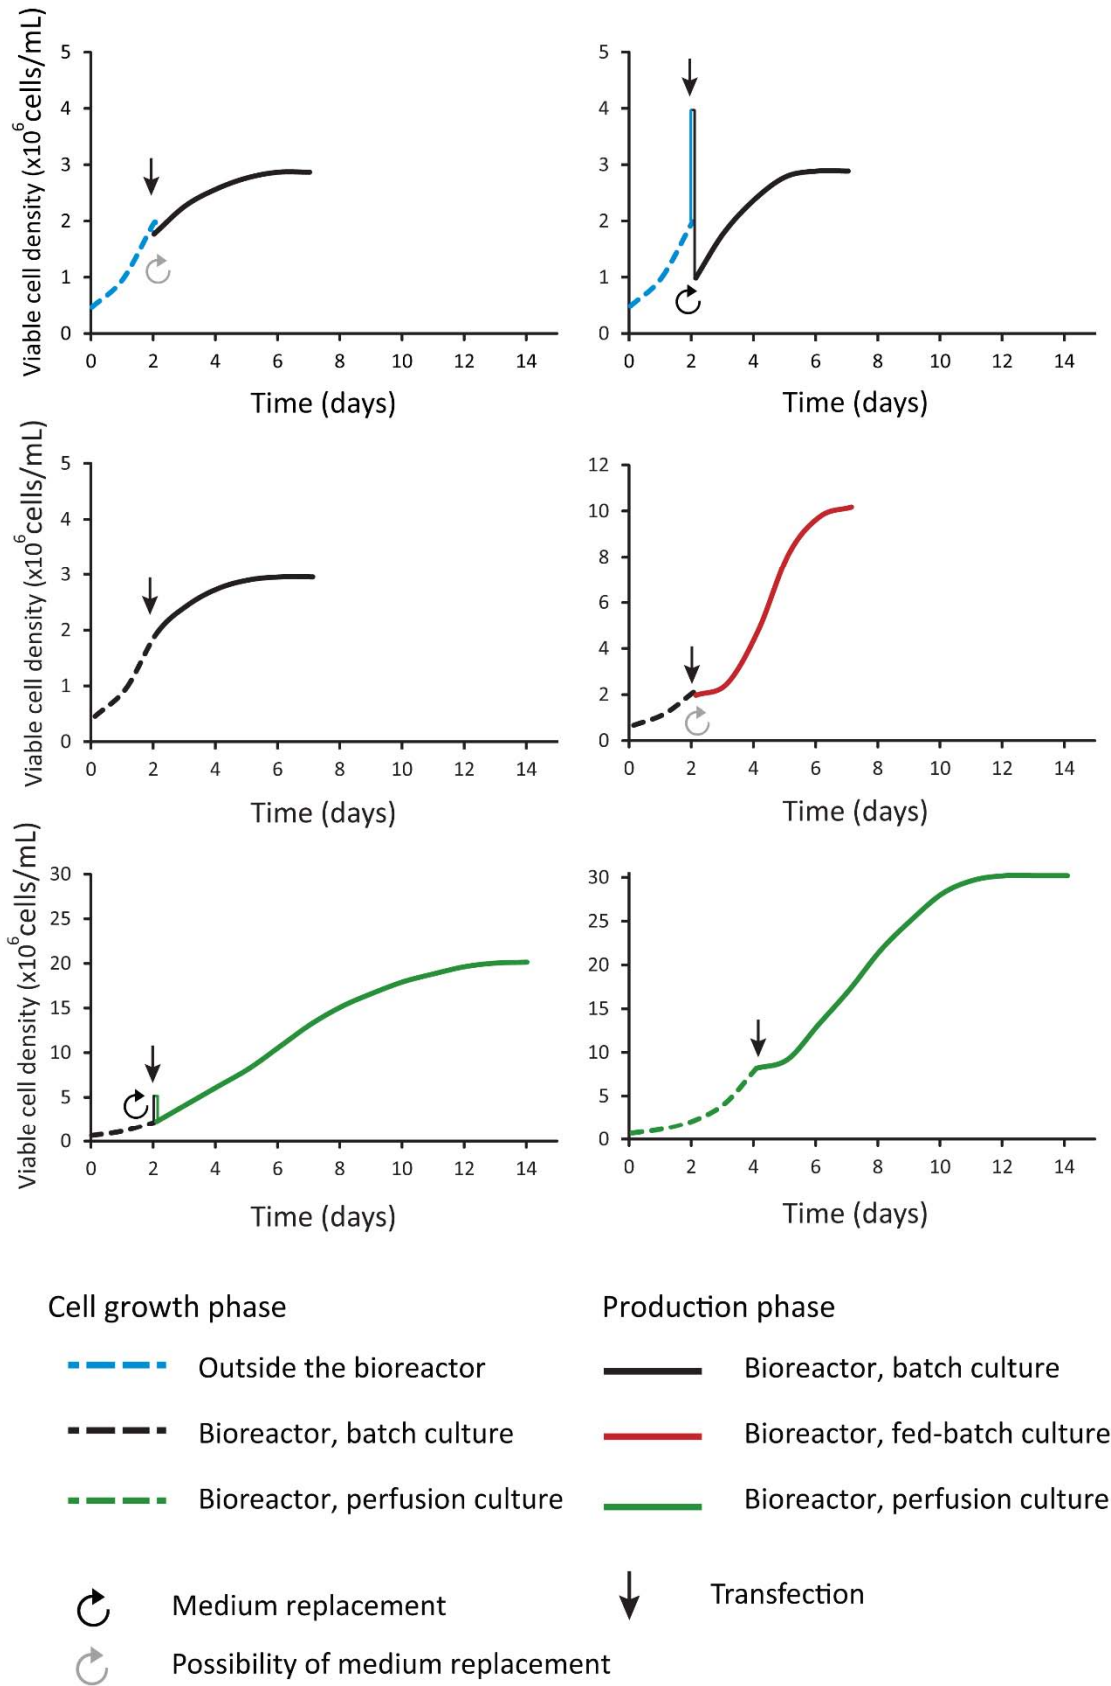 Viable cell density (x10⁶cells/mL)
5
4
3
2
1
0
0 2 4 6 8 10 12 14
Time (days)
5
4
3
2
1
0
0 2 4 6 8 10 12 14
Time (days)
Viable cell density (x10⁶cells/mL)
5
4
3
2
1
0
0 2 4 6 8 10 12 14
Time (days)
12
10
8
6
4
2
0
0 2 4 6 8 10 12 14
Time (days)
Viable cell density (x10⁶cells/mL)
30
25
20
15
10
5
0
0 2 4 6 8 10 12 14
Time (days)
30
25
20
15
10
5
0
0 2 4 6 8 10 12 14
Time (days)
Cell growth phase
Outside the bioreactor
Bioreactor, batch culture
Bioreactor, perfusion culture
Production phase
Bioreactor, batch culture
Bioreactor, fed-batch culture
Bioreactor, perfusion culture
Medium replacement
Possibility of medium replacement
Transfection